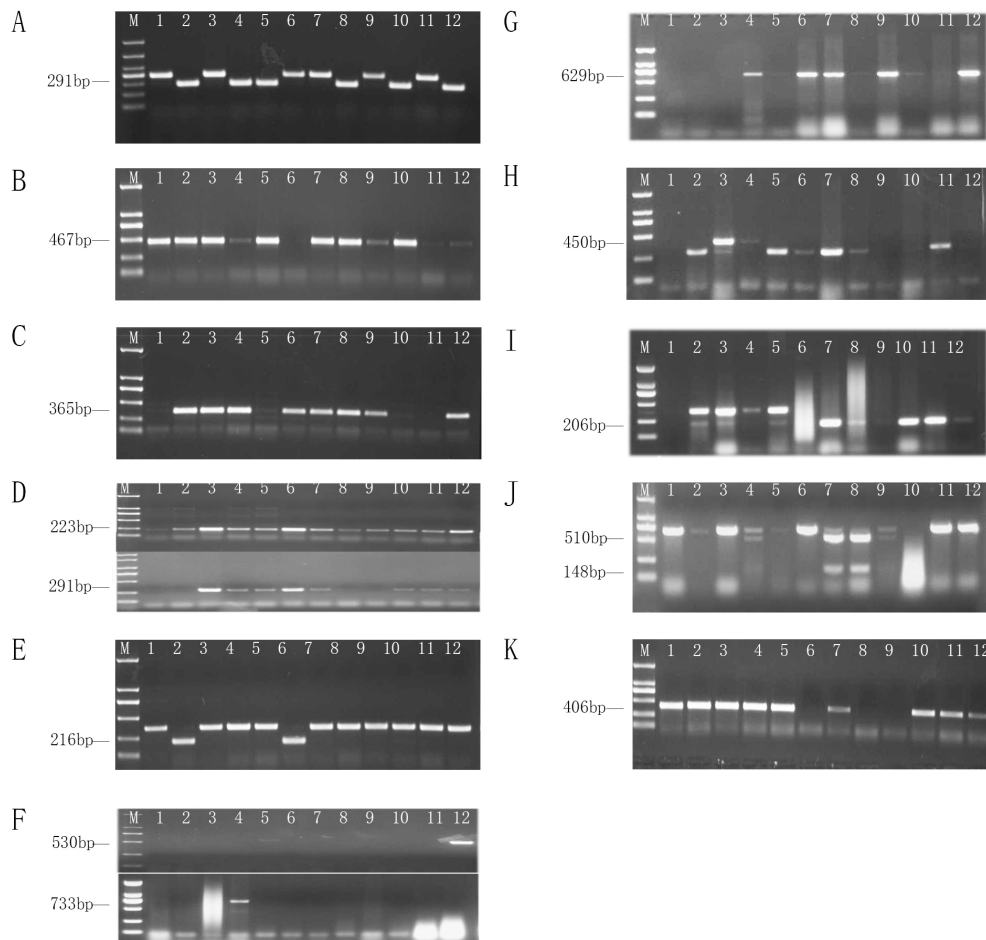 A
M 1 2 3 4 5 6 7 8 9 10 11 12
291bp
B
M 1 2 3 4 5 6 7 8 9 10 11 12
467bp
C
M 1 2 3 4 5 6 7 8 9 10 11 12
365bp
D
M 1 2 3 4 5 6 7 8 9 10 11 12
223bp
291bp
E
M 1 2 3 4 5 6 7 8 9 10 11 12
216bp
F
M 1 2 3 4 5 6 7 8 9 10 11 12
530bp
733bp
G
M 1 2 3 4 5 6 7 8 9 10 11 12
629bp
H
M 1 2 3 4 5 6 7 8 9 10 11 12
450bp
I
M 1 2 3 4 5 6 7 8 9 10 11 12
206bp
J
M 1 2 3 4 5 6 7 8 9 10 11 12
510bp
148bp
K
M 1 2 3 4 5 6 7 8 9 10 11 12
406bp